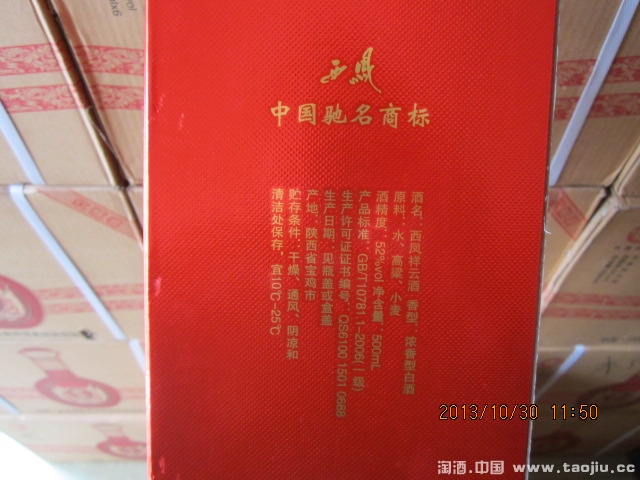 西鳳
中国驰名商标
酒名：西凤祥云酒 香型：浓香型白酒
原料：水、高粱、小麦
酒精度：52%vol 净含量：500mL
产品标准：GB/T10781.1-2006(一级)
生产许可证证书编号：QS6100 1501 0688
生产日期：见瓶盖或盒盖
产地：陕西省宝鸡市
贮存条件：干燥、通风、阴凉和
清洁处保存，宜10℃-25℃
2013/10/30 11:50
淘酒.中国 www.taojiu.cc